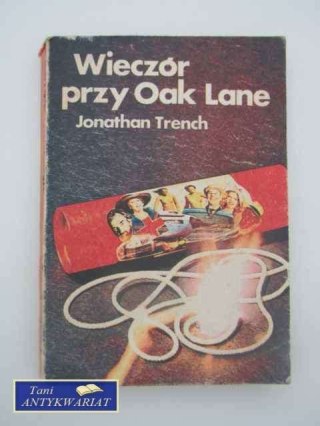 Wieczór
przy Oak Lane
Jonathan Trench
Tani
ANTYKWARIAT